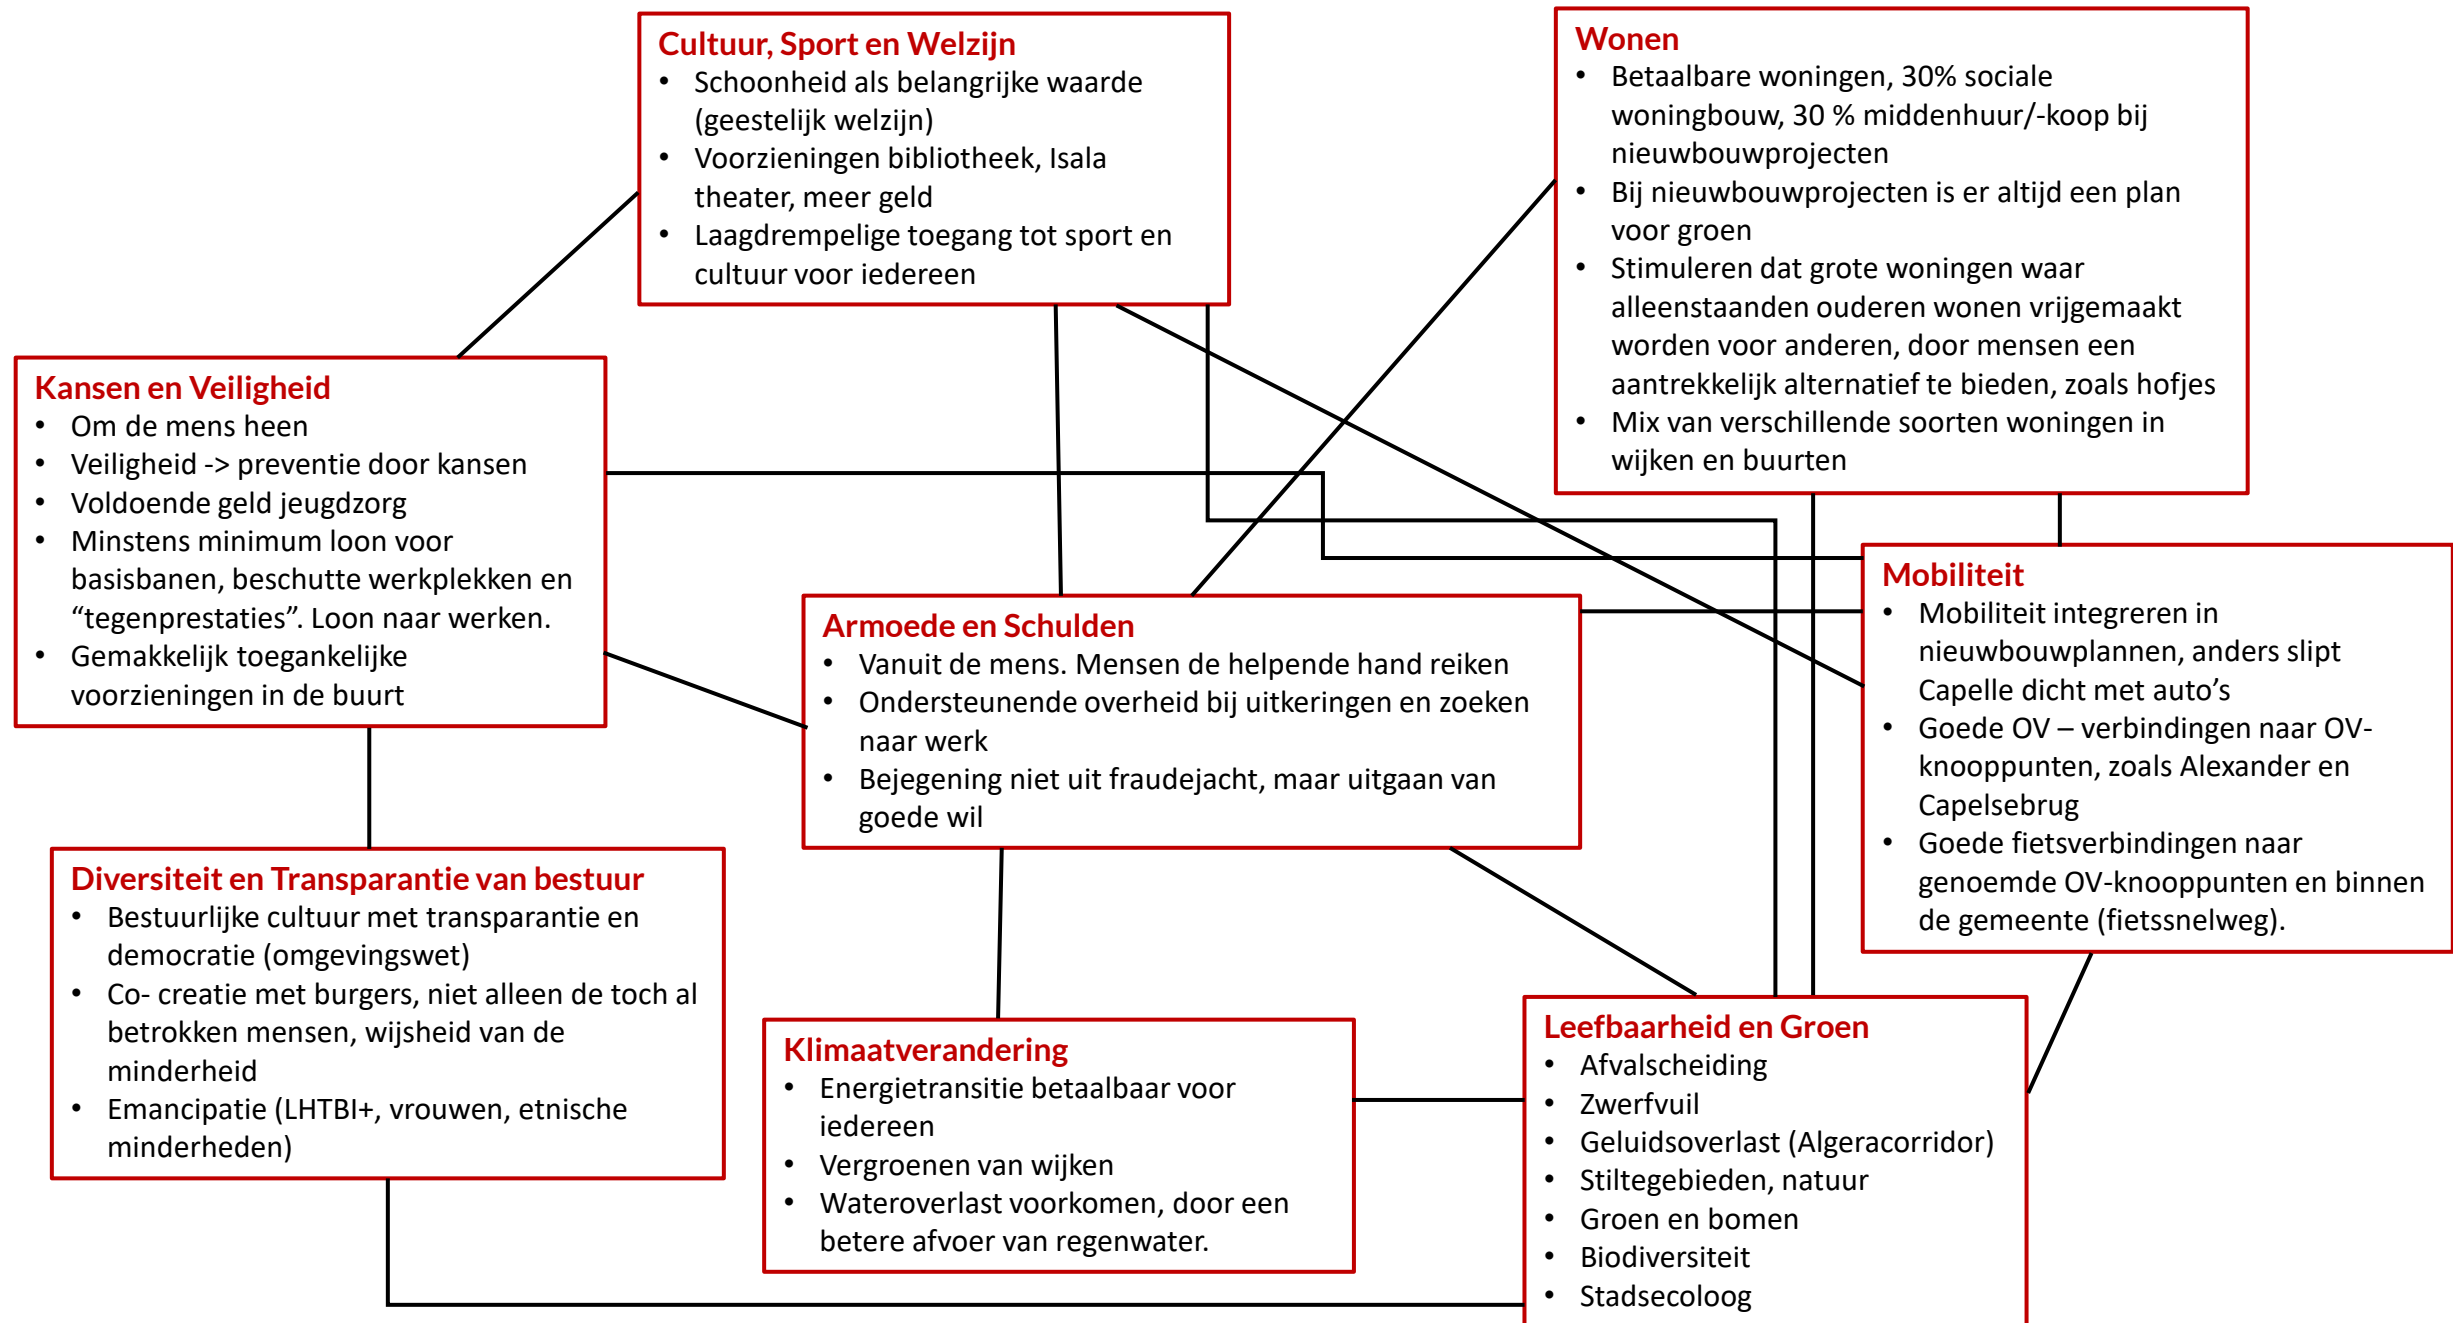 Cultuur, Sport en Welzijn
• Schoonheid als belangrijke waarde
(geestelijk welzijn)
• Voorzieningen bibliotheek, Isala
theater, meer geld
• Laagdrempelige toegang tot sport en
cultuur voor iedereen
Wonen
• Betaalbare woningen, 30% sociale
woningbouw, 30 % middenhuur/-koop bij
nieuwbouwprojecten
• Bij nieuwbouwprojecten is er altijd een plan
voor groen
• Stimuleren dat grote woningen waar
alleenstaanden ouderen wonen vrijgemaakt
worden voor anderen, door mensen een
aantrekkelijk alternatief te bieden, zoals hofjes
• Mix van verschillende soorten woningen in
wijken en buurten
Kansen en Veiligheid
• Om de mens heen
• Veiligheid -> preventie door kansen
• Voldoende geld jeugdzorg
• Minstens minimum loon voor
basisbanen, beschutte werkplekken en
“tegenprestaties”. Loon naar werken.
• Gemakkelijk toegankelijke
voorzieningen in de buurt
Armoede en Schulden
• Vanuit de mens. Mensen de helpende hand reiken
• Ondersteunende overheid bij uitkeringen en zoeken
naar werk
• Bejegening niet uit fraudejacht, maar uitgaan van
goede wil
Mobiliteit
• Mobiliteit integreren in
nieuwbouwplannen, anders slipt
Capelle dicht met auto’s
• Goede OV – verbindingen naar OV-
knooppunten, zoals Alexander en
Capelsebrug
• Goede fietsverbindingen naar
genoemde OV-knooppunten en binnen
de gemeente (fietssnelweg).
Diversiteit en Transparantie van bestuur
• Bestuurlijke cultuur met transparantie en
democratie (omgevingswet)
• Co- creatie met burgers, niet alleen de toch al
betrokken mensen, wijsheid van de
minderheid
• Emancipatie (LHTBI+, vrouwen, etnische
minderheden)
Klimaatverandering
• Energietransitie betaalbaar voor
iedereen
• Vergroenen van wijken
• Wateroverlast voorkomen, door een
betere afvoer van regenwater.
Leefbaarheid en Groen
• Afvalscheiding
• Zwerfvuil
• Geluidsoverlast (Algeracorridor)
• Stiltegebieden, natuur
• Groen en bomen
• Biodiversiteit
• Stadsecoloog